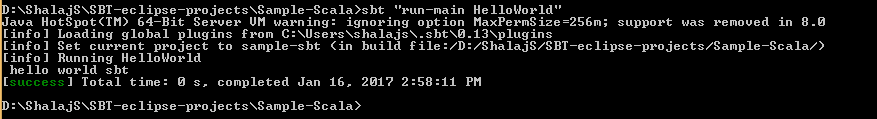 D:\ShalajS\SBT-eclipse-projects\Sample-Scala>sbt "run-main HelloWorld"
Java HotSpot(TM) 64-Bit Server VM warning: ignoring option MaxPermSize=256m; support was removed in 8.0
[info] Loading global plugins from C:\Users\shalajs\.sbt\0.13\plugins
[info] Set current project to sample-sbt (in build file:/D:/ShalajS/SBT-eclipse-projects/Sample-Scala/)
[info] Running HelloWorld
 hello world sbt
[success] Total time: 0 s, completed Jan 16, 2017 2:58:11 PM
D:\ShalajS\SBT-eclipse-projects\Sample-Scala>